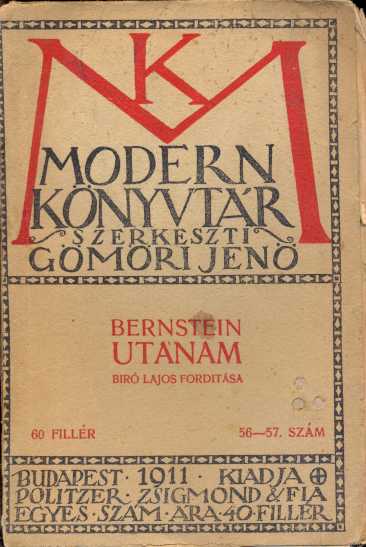 MK
MODERN
KÖNYVTÁR
SZERKESZTI
GÖMÖRI JENŐ
BERNSTEIN
UTÁNAM
BIRÓ LAJOS FORDITÁSA
60 FILLÉR 56—57. SZÁM
BUDAPEST · 1911 · KIADJA
POLITZER · ZSIGMOND & FIA
EGYES · SZÁM · ÁRA · 40 · FILLÉR